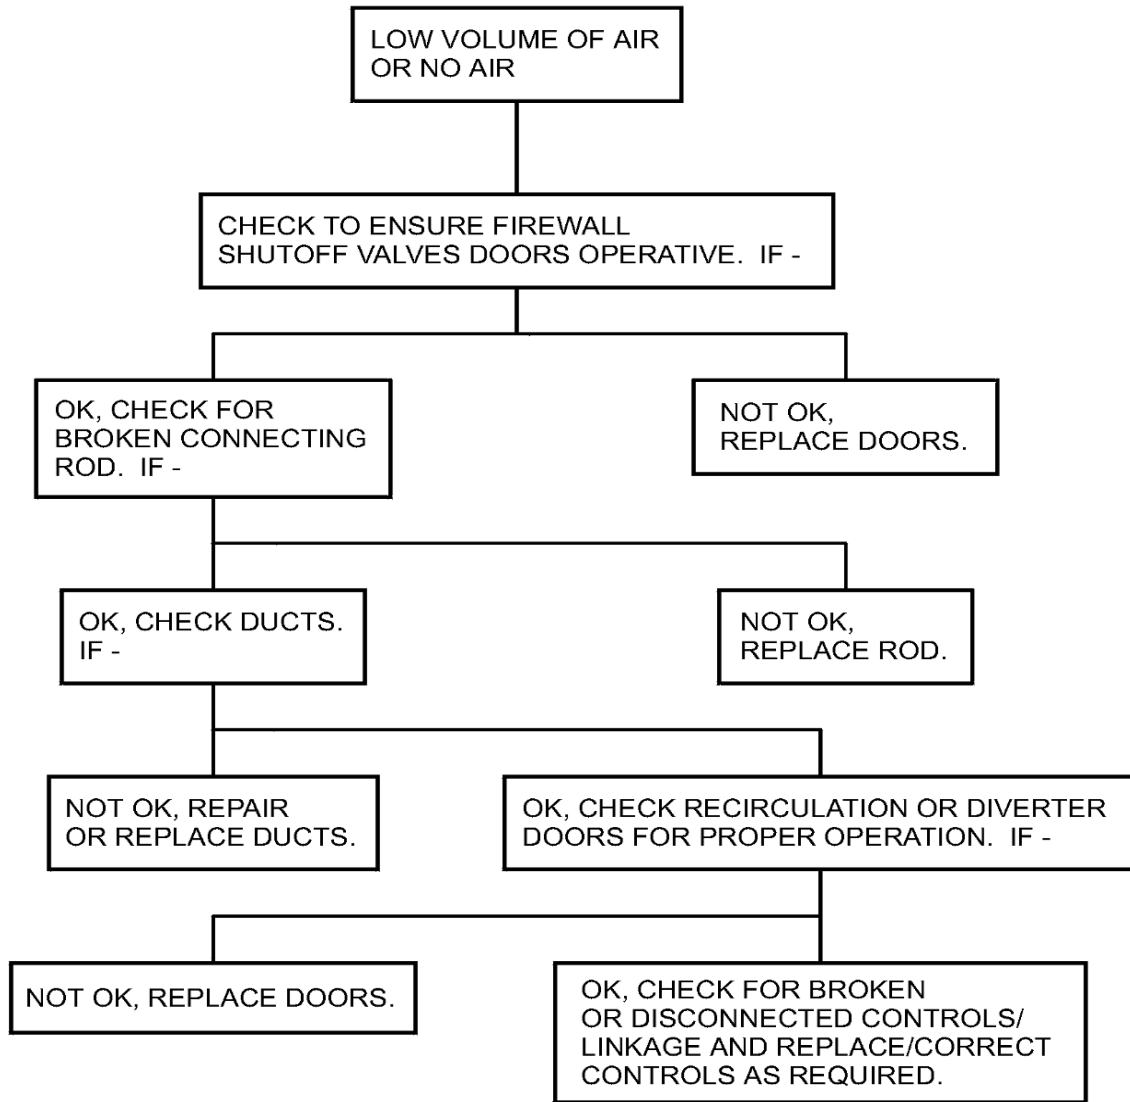 LOW VOLUME OF AIR
OR NO AIR
CHECK TO ENSURE FIREWALL
SHUTOFF VALVES DOORS OPERATIVE.  IF -
OK, CHECK FOR
BROKEN CONNECTING
ROD.  IF -
NOT OK,
REPLACE DOORS.
OK, CHECK DUCTS.
IF -
NOT OK,
REPLACE ROD.
NOT OK, REPAIR
OR REPLACE DUCTS.
OK, CHECK RECIRCULATION OR DIVERTER
DOORS FOR PROPER OPERATION.  IF -
NOT OK, REPLACE DOORS.
OK, CHECK FOR BROKEN
OR DISCONNECTED CONTROLS/
LINKAGE AND REPLACE/CORRECT
CONTROLS AS REQUIRED.